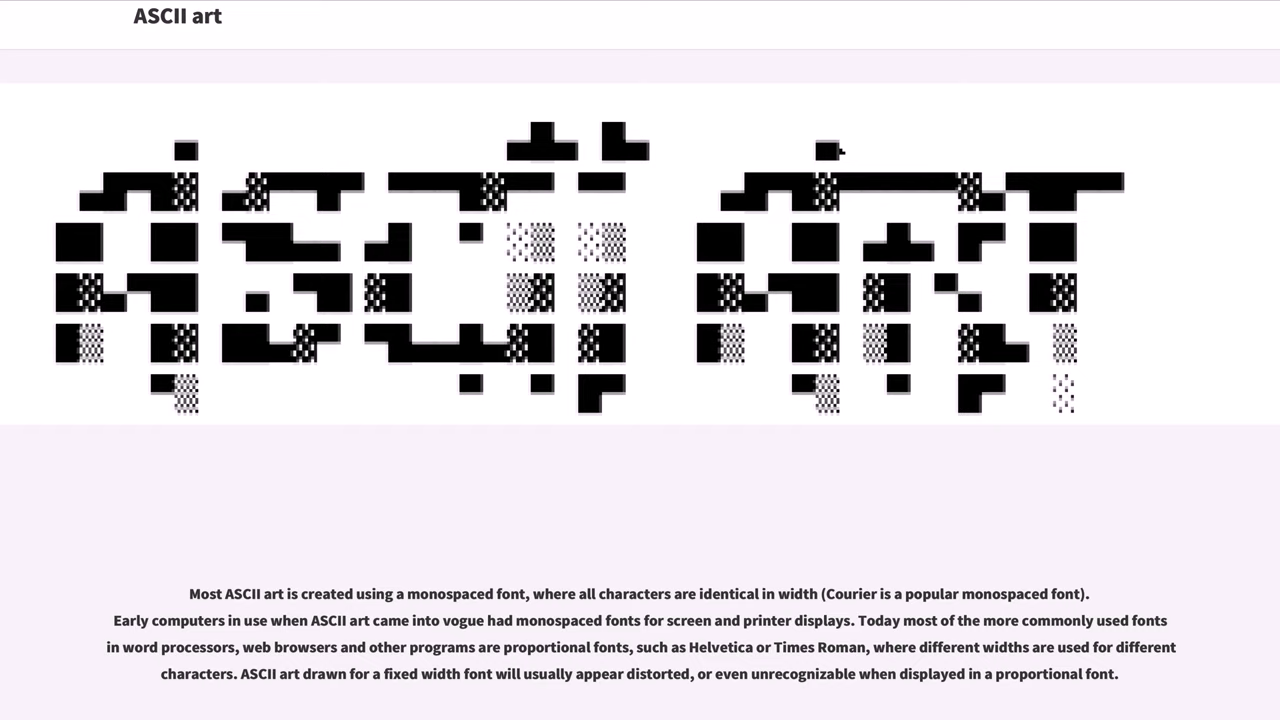 ASCII art
ASCII ART
Most ASCII art is created using a monospaced font, where all characters are identical in width (Courier is a popular monospaced font).
Early computers in use when ASCII art came into vogue had monospaced fonts for screen and printer displays. Today most of the more commonly used fonts
in word processors, web browsers and other programs are proportional fonts, such as Helvetica or Times Roman, where different widths are used for different
characters. ASCII art drawn for a fixed width font will usually appear distorted, or even unrecognizable when displayed in a proportional font.